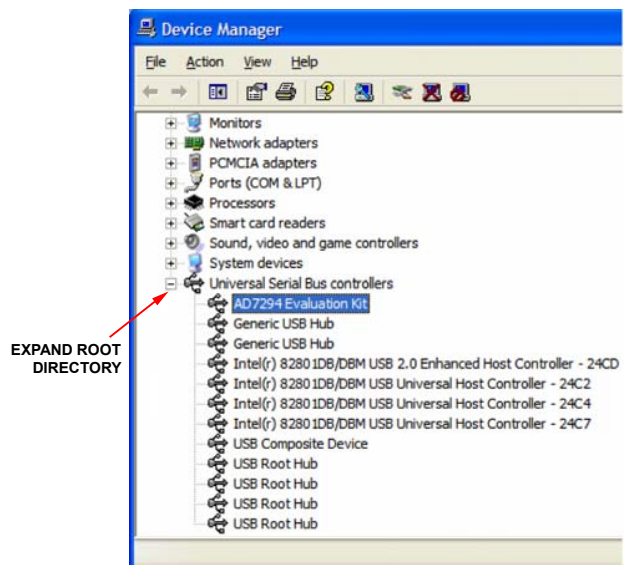 Device Manager
File Action View Help
Monitors
Network adapters
PCMCIA adapters
Ports (COM & LPT)
Processors
Smart card readers
Sound, video and game controllers
System devices
Universal Serial Bus controllers
AD7294 Evaluation Kit
Generic USB Hub
Generic USB Hub
Intel(r) 82801DB/DBM USB 2.0 Enhanced Host Controller - 24CD
Intel(r) 82801DB/DBM USB Universal Host Controller - 24C2
Intel(r) 82801DB/DBM USB Universal Host Controller - 24C4
Intel(r) 82801DB/DBM USB Universal Host Controller - 24C7
USB Composite Device
USB Root Hub
USB Root Hub
USB Root Hub
USB Root Hub
EXPAND ROOT
DIRECTORY